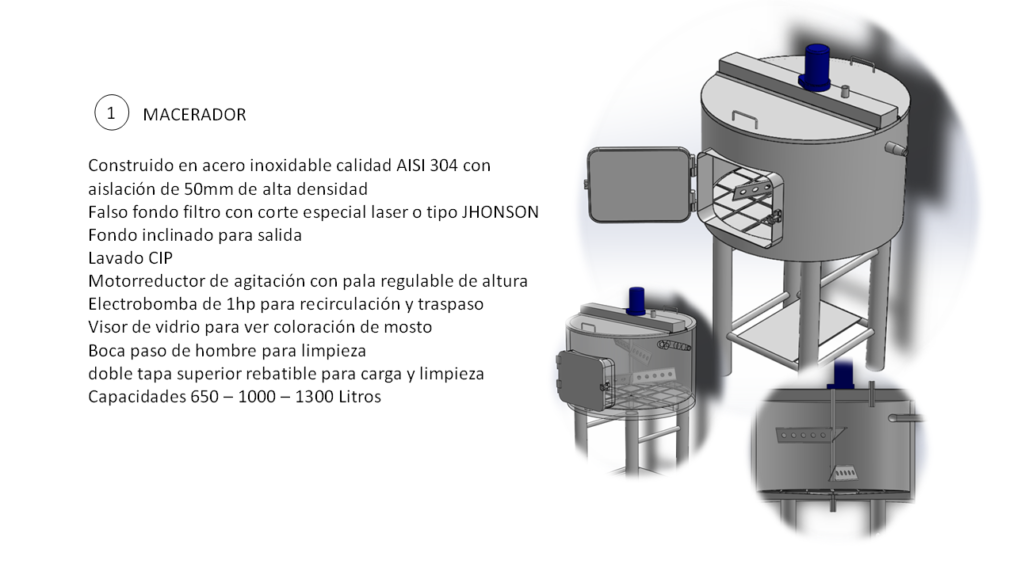 1 MACERADOR
Construido en acero inoxidable calidad AISI 304 con
aislación de 50mm de alta densidad
Falso fondo filtro con corte especial laser o tipo JHONSON
Fondo inclinado para salida
Lavado CIP
Motorreductor de agitación con pala regulable de altura
Electrobomba de 1hp para recirculación y traspaso
Visor de vidrio para ver coloración de mosto
Boca paso de hombre para limpieza
doble tapa superior rebatible para carga y limpieza
Capacidades 650 – 1000 – 1300 Litros